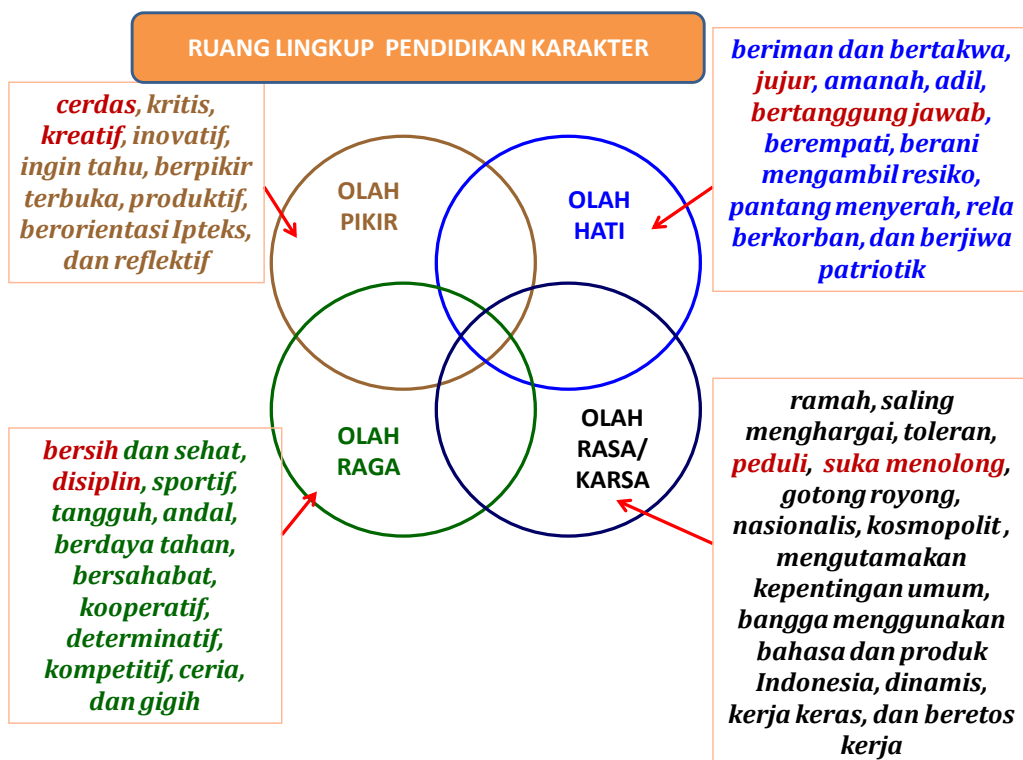 RUANG LINGKUP PENDIDIKAN KARAKTER
cerdas, kritis,
kreatif, inovatif,
ingin tahu, berpikir
terbuka, produktif,
berorientasi Ipteks,
dan reflektif
OLAH
PIKIR
OLAH
HATI
beriman dan bertakwa,
jujur, amanah, adil,
bertanggung jawab,
berempati, berani
mengambil resiko,
pantang menyerah, rela
berkorban, dan berjiwa
patriotik
bersih dan sehat,
disiplin, sportif,
tangguh, andal,
berdaya tahan,
bersahabat,
kooperatif,
determinatif,
kompetitif, ceria,
dan gigih
OLAH
RAGA
OLAH
RASA/
KARSA
ramah, saling
menghargai, toleran,
peduli, suka menolong,
gotong royong,
nasionalis, kosmopolit ,
mengutamakan
kepentingan umum,
bangga menggunakan
bahasa dan produk
Indonesia, dinamis,
kerja keras, dan beretos
kerja